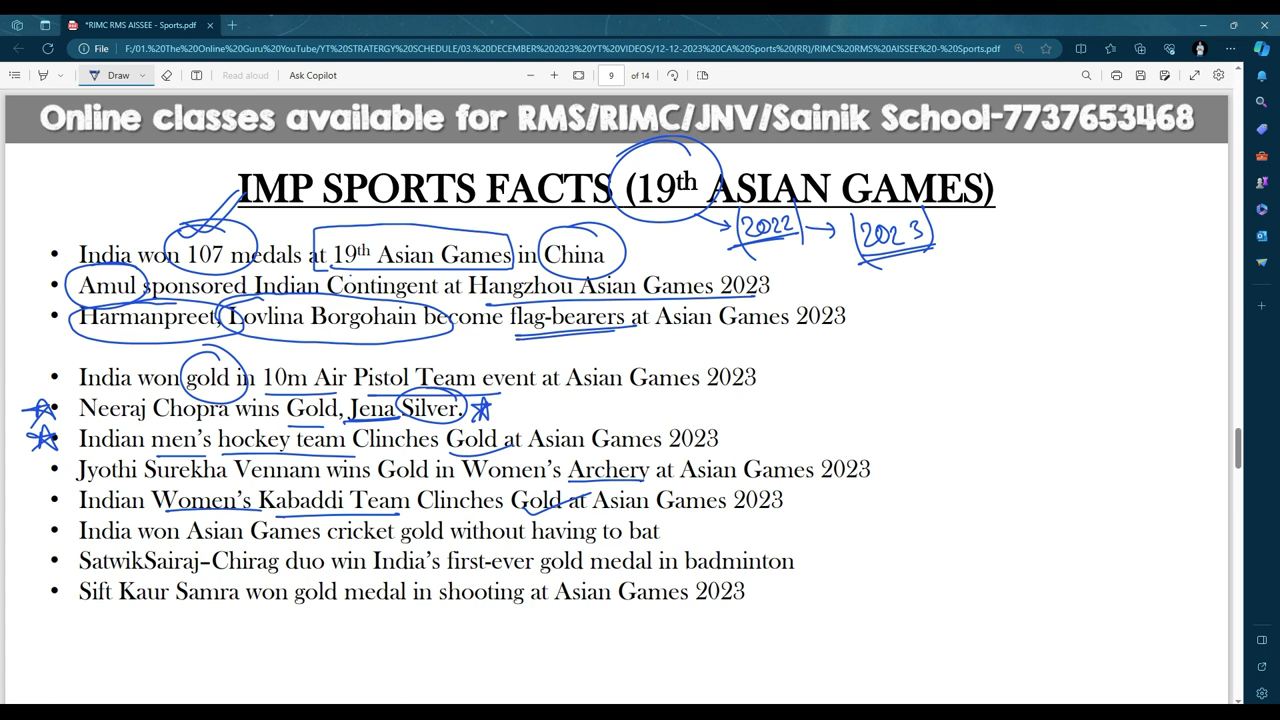 *RIMC RMS AISSEE - Sports.pdf
File F:/01.%20The%20Online%20Guru%20YouTube/YT%20STRATERGY%20SCHEDULE/03.%20DECEMBER%202023%20YT%20VIDEOS/12-12-2023%20CA%20Sports%20(RR)/RIMC%20RMS%20AISSEE%20-%20Sports.pdf
Draw Read aloud Ask Copilot 9 of 14
Online classes available for RMS/RIMC/JNV/Sainik School-7737653468
IMP SPORTS FACTS (19th ASIAN GAMES)
2022 → 2023
• India won 107 medals at 19th Asian Games in China
• Amul sponsored Indian Contingent at Hangzhou Asian Games 2023
• Harmanpreet, Lovlina Borgohain become flag-bearers at Asian Games 2023
• India won gold in 10m Air Pistol Team event at Asian Games 2023
• Neeraj Chopra wins Gold, Jena Silver.
• Indian men's hockey team Clinches Gold at Asian Games 2023
• Jyothi Surekha Vennam wins Gold in Women's Archery at Asian Games 2023
• Indian Women's Kabaddi Team Clinches Gold at Asian Games 2023
• India won Asian Games cricket gold without having to bat
• SatwikSairaj–Chirag duo win India's first-ever gold medal in badminton
• Sift Kaur Samra won gold medal in shooting at Asian Games 2023